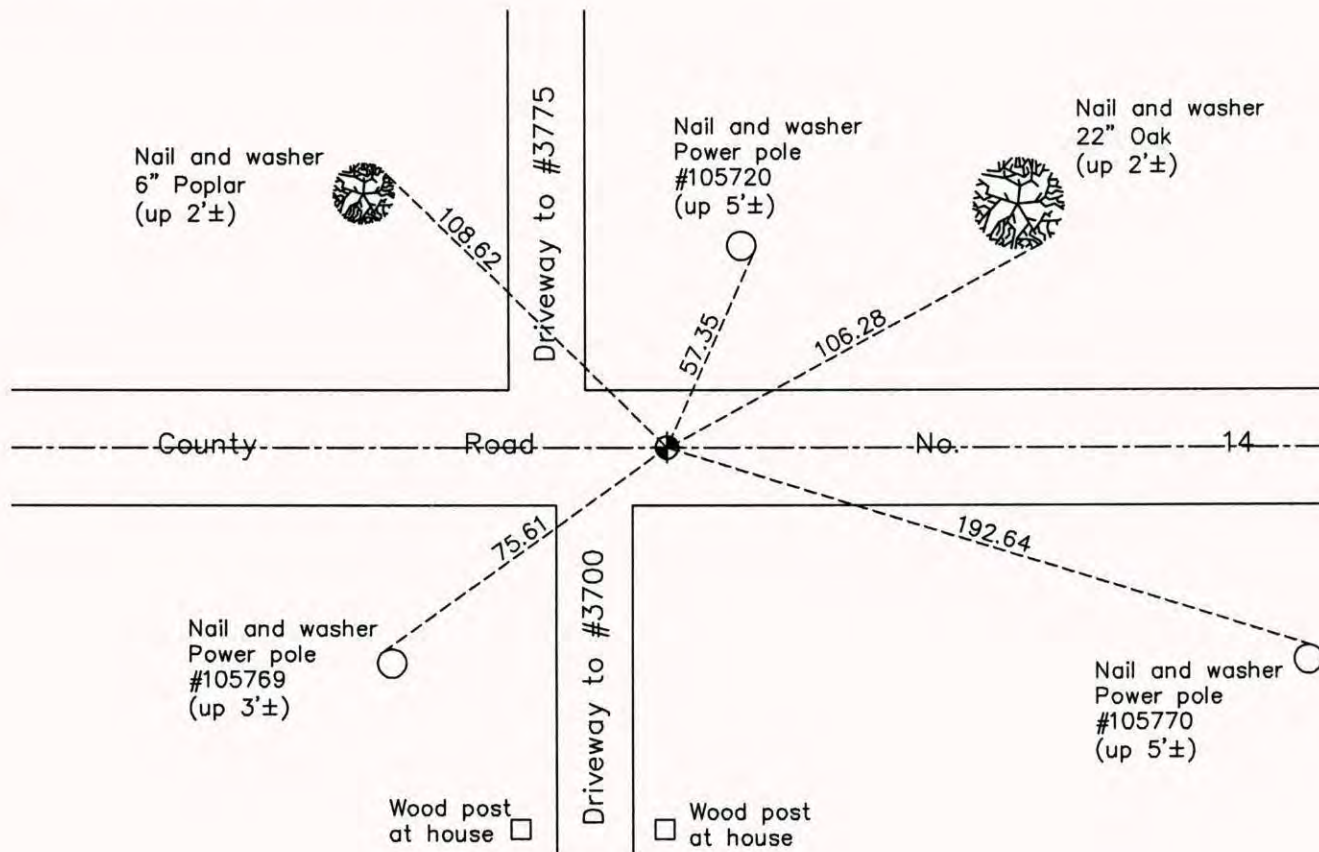 Driveway to #3775
Nail and washer
6" Poplar
(up 2'±)
108.62
Nail and washer
Power pole
#105720
(up 5'±)
57.35
Nail and washer
22" Oak
(up 2'±)
106.28
County Road No. 14
75.61
192.64
Nail and washer
Power pole
#105769
(up 3'±)
Driveway to #3700
Nail and washer
Power pole
#105770
(up 5'±)
Wood post
at house
Wood post
at house